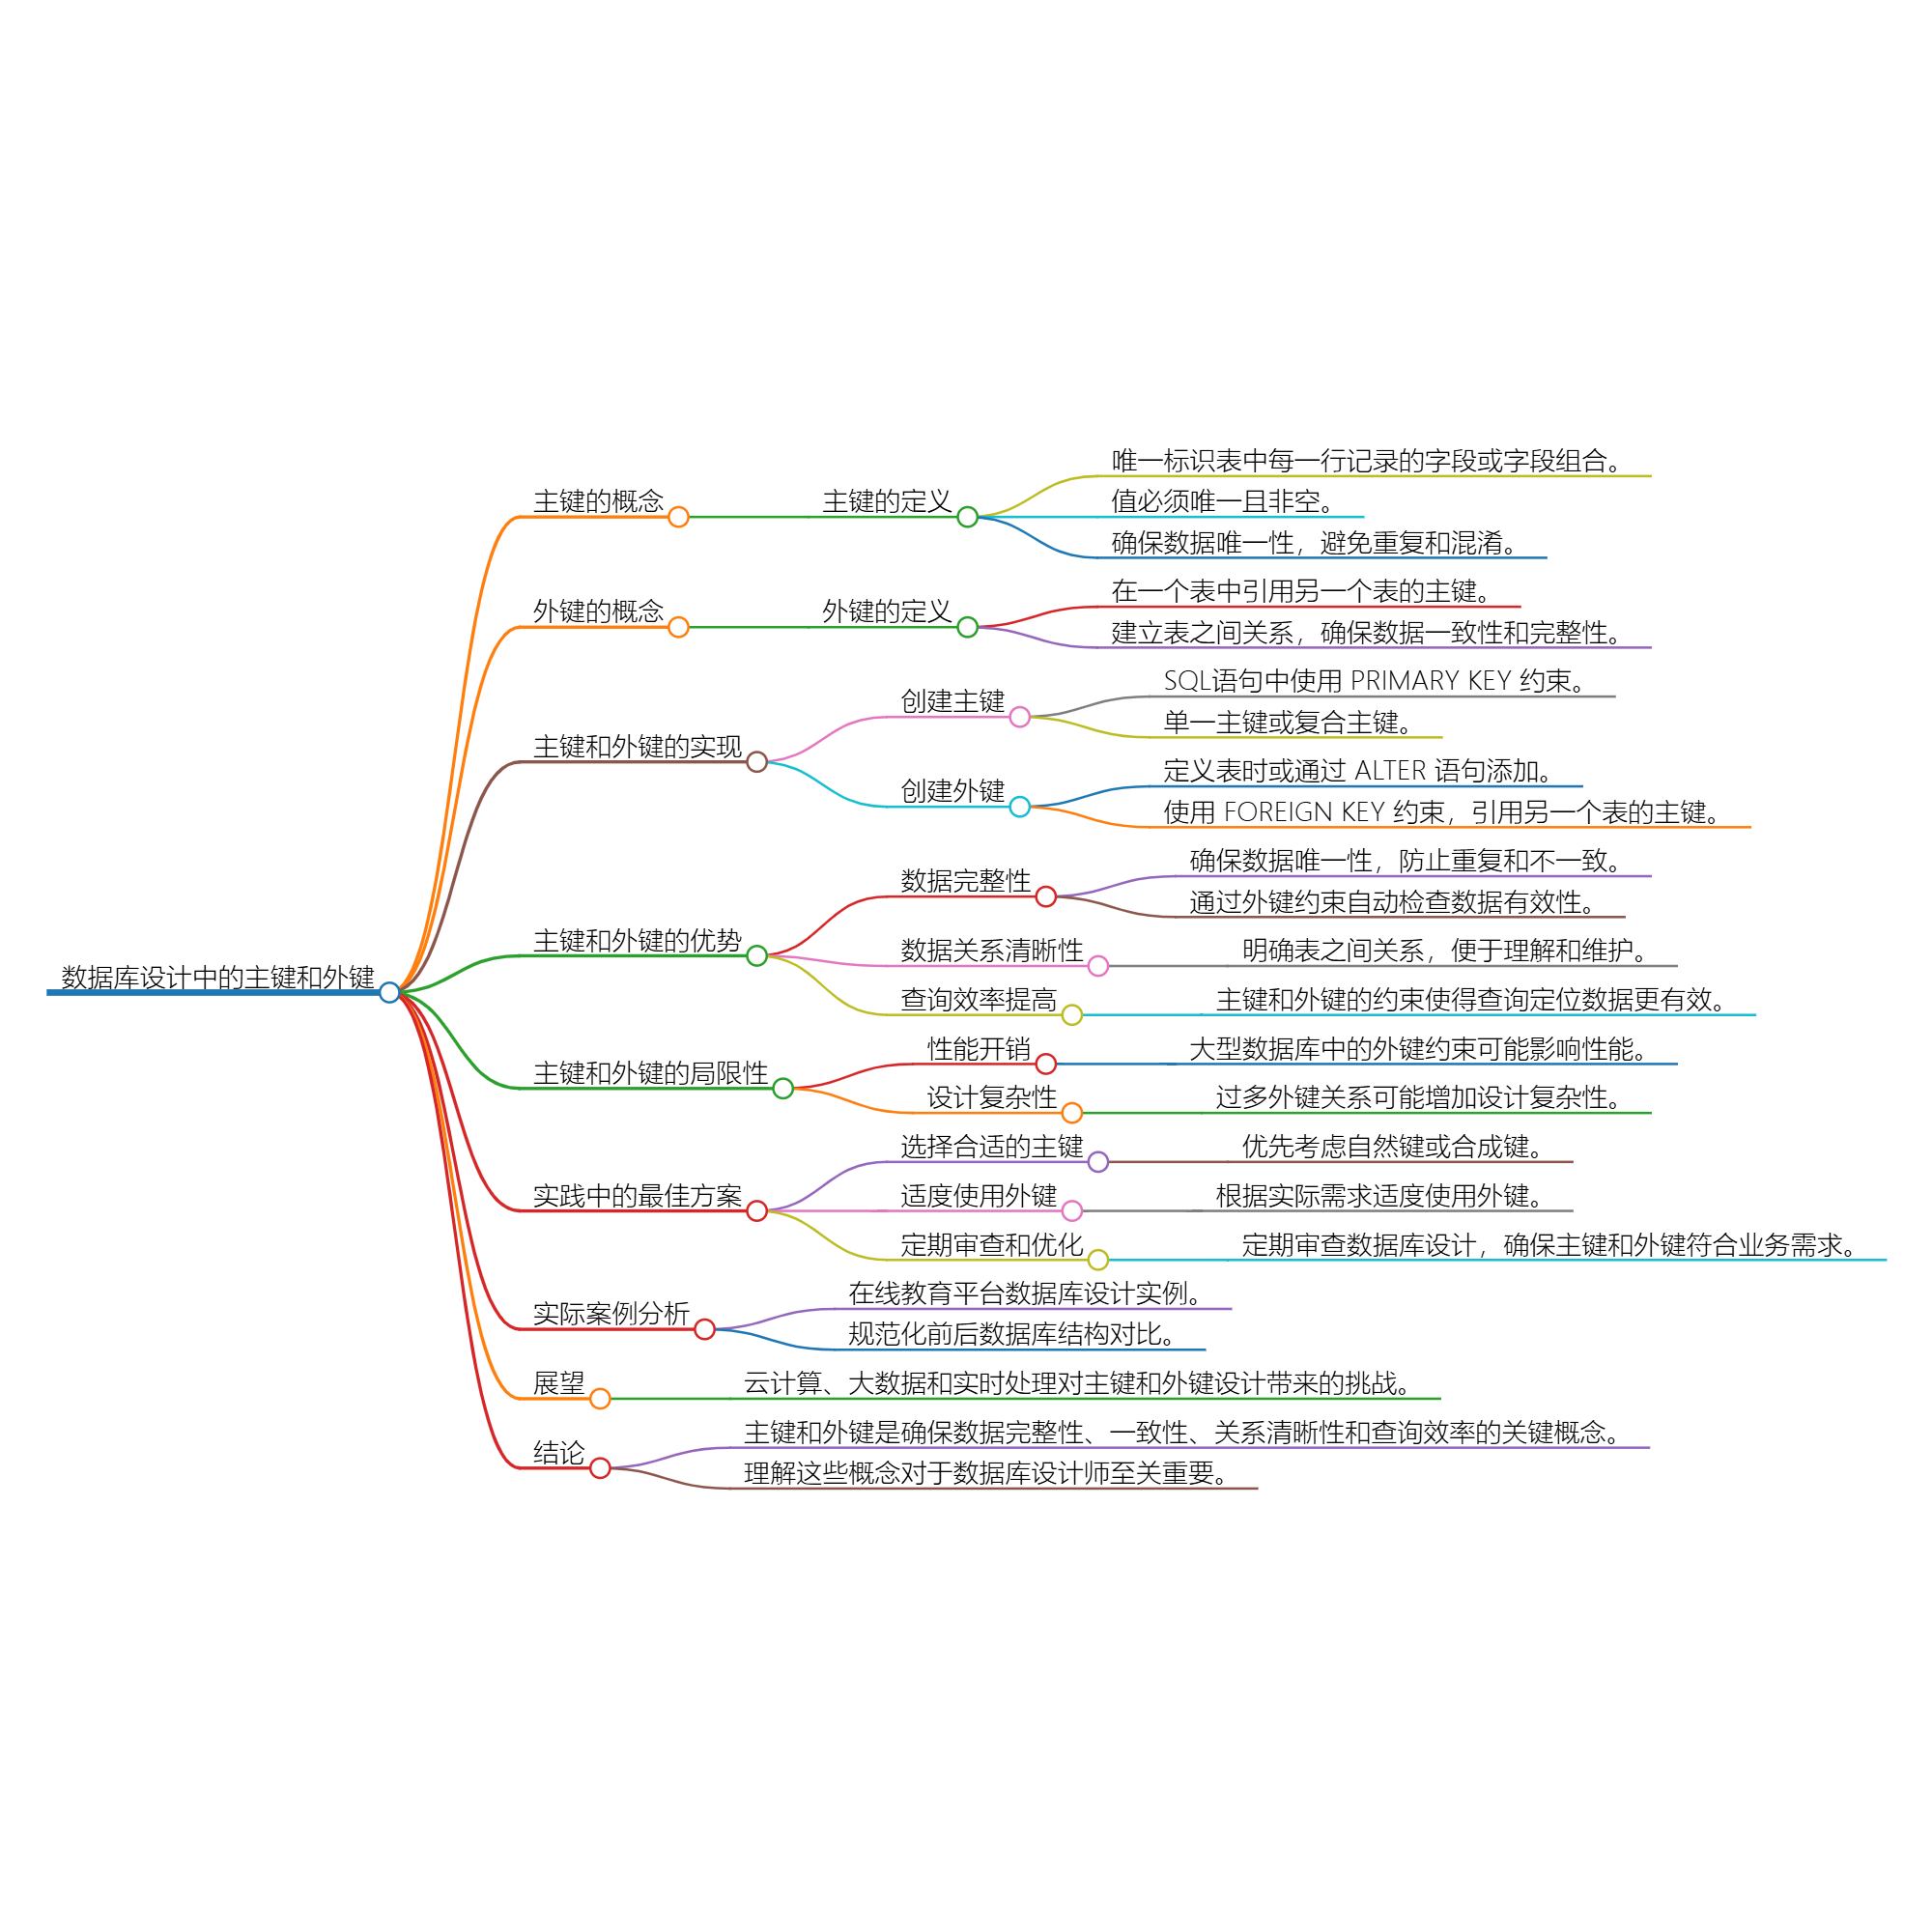 数据库设计中的主键和外键
主键的概念
主键的定义
唯一标识表中每一行记录的字段或字段组合。
值必须唯一且非空。
确保数据唯一性，避免重复和混淆。
外键的概念
外键的定义
在一个表中引用另一个表的主键。
建立表之间关系，确保数据一致性和完整性。
主键和外键的实现
创建主键
SQL语句中使用 PRIMARY KEY 约束。
单一主键或复合主键。
创建外键
定义表时或通过 ALTER 语句添加。
使用 FOREIGN KEY 约束，引用另一个表的主键。
主键和外键的优势
数据完整性
确保数据唯一性，防止重复和不一致。
通过外键约束自动检查数据有效性。
数据关系清晰性
明确表之间关系，便于理解和维护。
查询效率提高
主键和外键的约束使得查询定位数据更有效。
主键和外键的局限性
性能开销
大型数据库中的外键约束可能影响性能。
设计复杂性
过多外键关系可能增加设计复杂性。
实践中的最佳方案
选择合适的主键
优先考虑自然键或合成键。
适度使用外键
根据实际需求适度使用外键。
定期审查和优化
定期审查数据库设计，确保主键和外键符合业务需求。
实际案例分析
在线教育平台数据库设计实例。
规范化前后数据库结构对比。
展望
云计算、大数据和实时处理对主键和外键设计带来的挑战。
结论
主键和外键是确保数据完整性、一致性、关系清晰性和查询效率的关键概念。
理解这些概念对于数据库设计师至关重要。